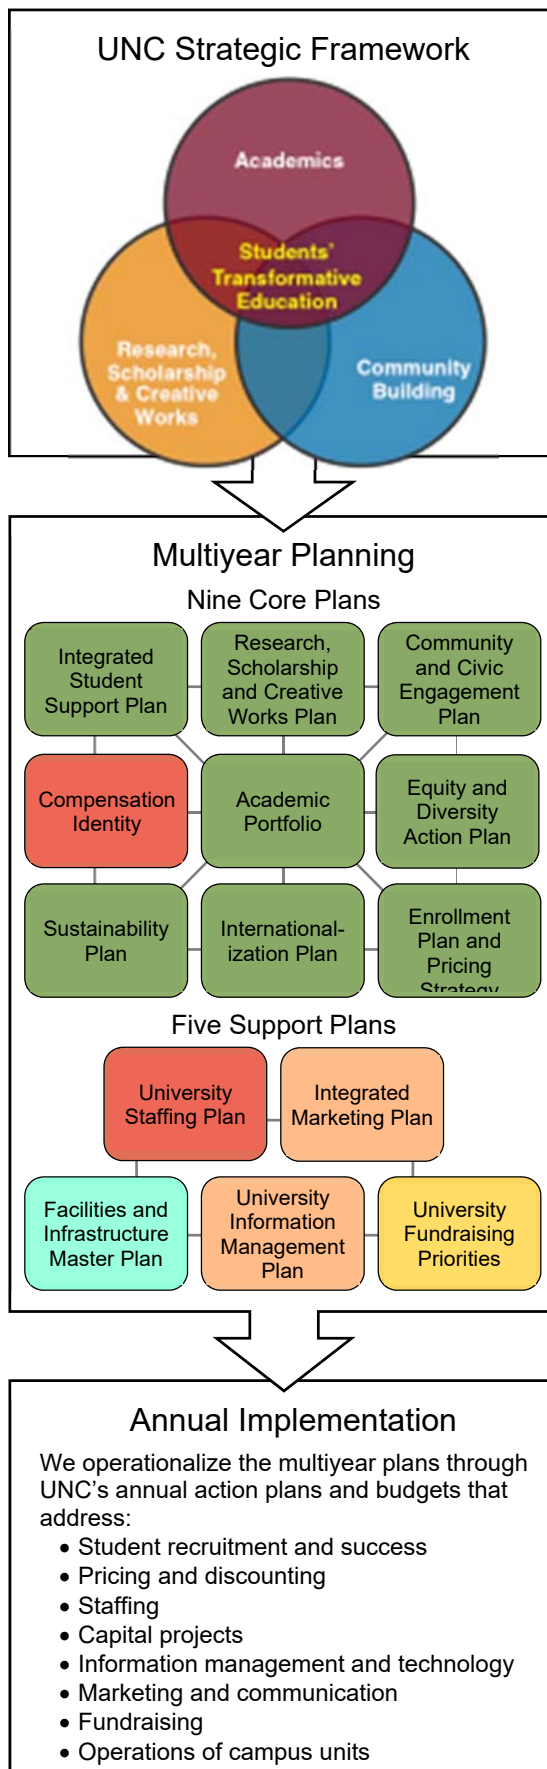 UNC Strategic Framework
Academics
Students'
Transformative
Education
Research,
Scholarship
& Creative
Works
Community
Building
Multiyear Planning
Nine Core Plans
Integrated
Student
Support Plan
Research,
Scholarship
and Creative
Works Plan
Community
and Civic
Engagement
Plan
Compensation
Identity
Academic
Portfolio
Equity and
Diversity
Action Plan
Sustainability
Plan
International-
ization Plan
Enrollment
Plan and
Pricing
Strategy
Five Support Plans
University
Staffing Plan
Integrated
Marketing Plan
Facilities and
Infrastructure
Master Plan
University
Information
Management
Plan
University
Fundraising
Priorities
Annual Implementation
We operationalize the multiyear plans through
UNC’s annual action plans and budgets that
address:
• Student recruitment and success
• Pricing and discounting
• Staffing
• Capital projects
• Information management and technology
• Marketing and communication
• Fundraising
• Operations of campus units